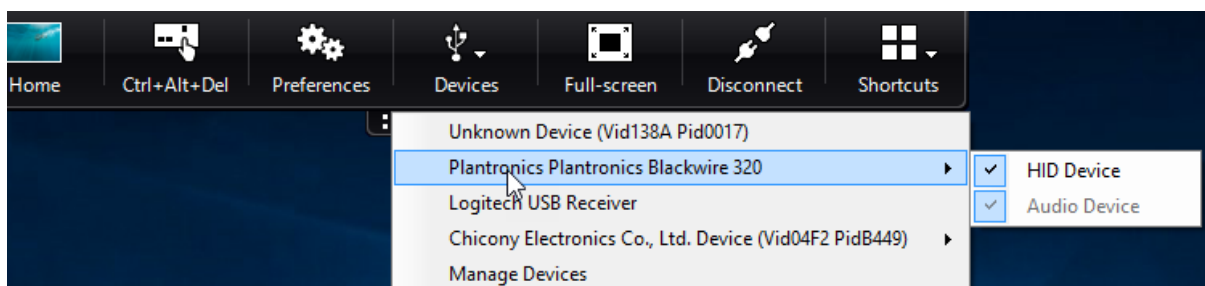 Home Ctrl+Alt+Del Preferences Devices Full-screen Disconnect Shortcuts
Unknown Device (Vid138A Pid0017)
Plantronics Plantronics Blackwire 320
HID Device
Logitech USB Receiver
Audio Device
Chicony Electronics Co., Ltd. Device (Vid04F2 PidB449)
Manage Devices